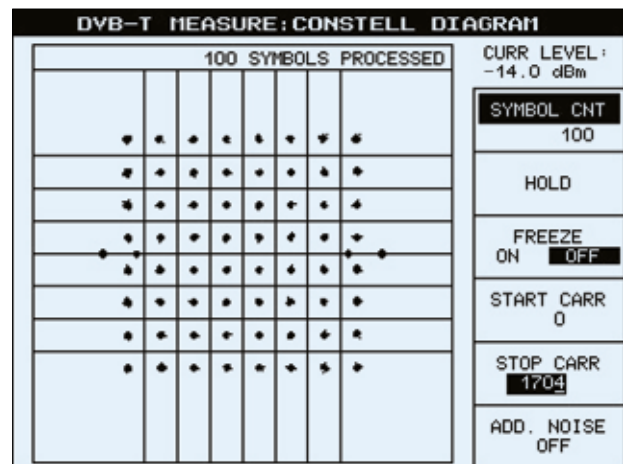 DVB-T MEASURE:CONSTELL DIAGRAM
100 SYMBOLS PROCESSED
CURR LEVEL:
-14.0 dBm
SYMBOL CNT
100
HOLD
FREEZE
ON OFF
START CARR
0
STOP CARR
1704
ADD. NOISE
OFF